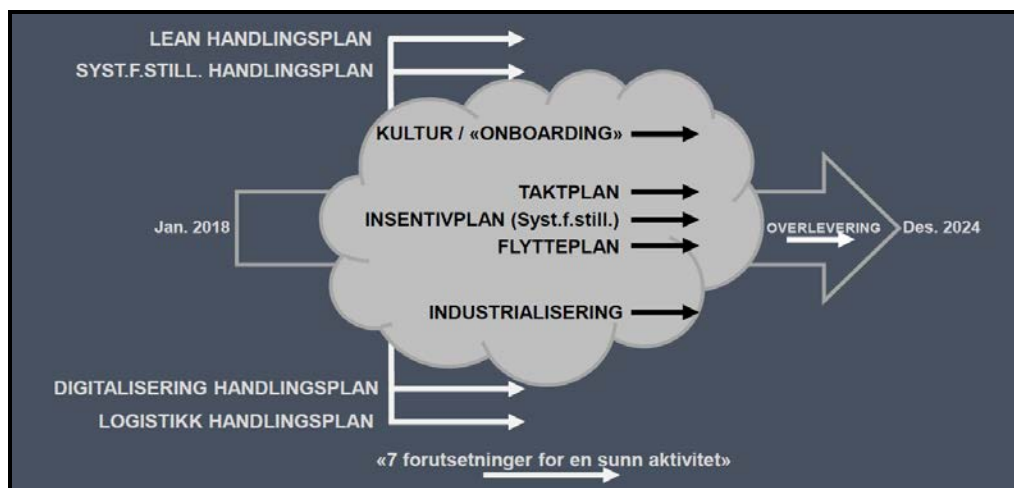 LEAN HANDLINGSPLAN
SYST.F.STILL. HANDLINGSPLAN
KULTUR / «ONBOARDING»
TAKTPLAN
Jan. 2018
INSENTIVPLAN (Syst.f.still.)
OVERLEVERING
Des. 2024
FLYTTEPLAN
INDUSTRIALISERING
DIGITALISERING HANDLINGSPLAN
LOGISTIKK HANDLINGSPLAN
«7 forutsetninger for en sunn aktivitet»